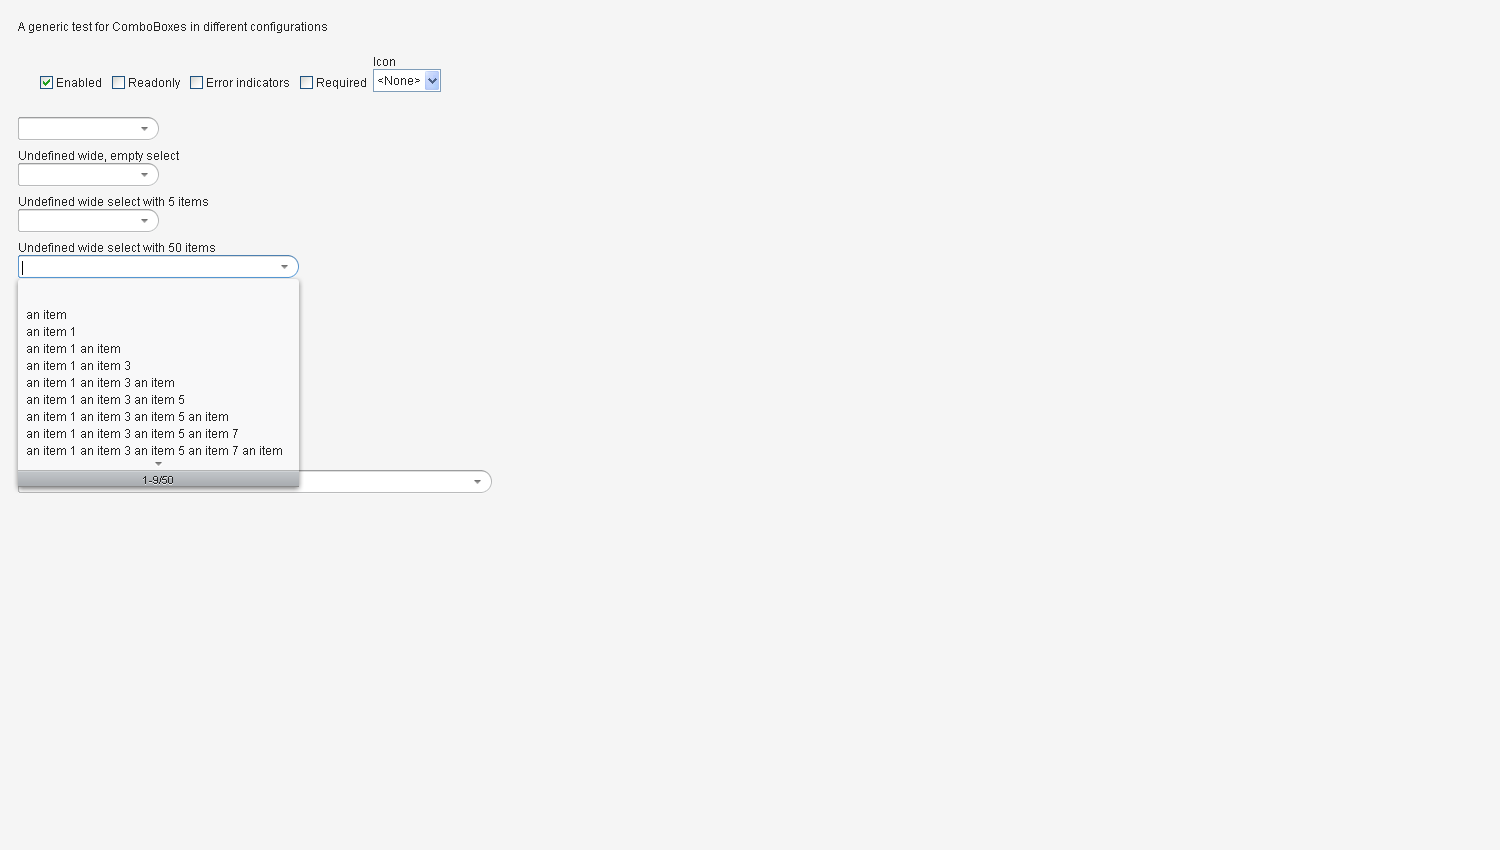 A generic test for ComboBoxes in different configurations
Icon
Enabled Readonly Error indicators Required <None>
Undefined wide, empty select
Undefined wide select with 5 items
Undefined wide select with 50 items
an item
an item 1
an item 1 an item
an item 1 an item 3
an item 1 an item 3 an item
an item 1 an item 3 an item 5
an item 1 an item 3 an item 5 an item
an item 1 an item 3 an item 5 an item 7
an item 1 an item 3 an item 5 an item 7 an item
1-9/50